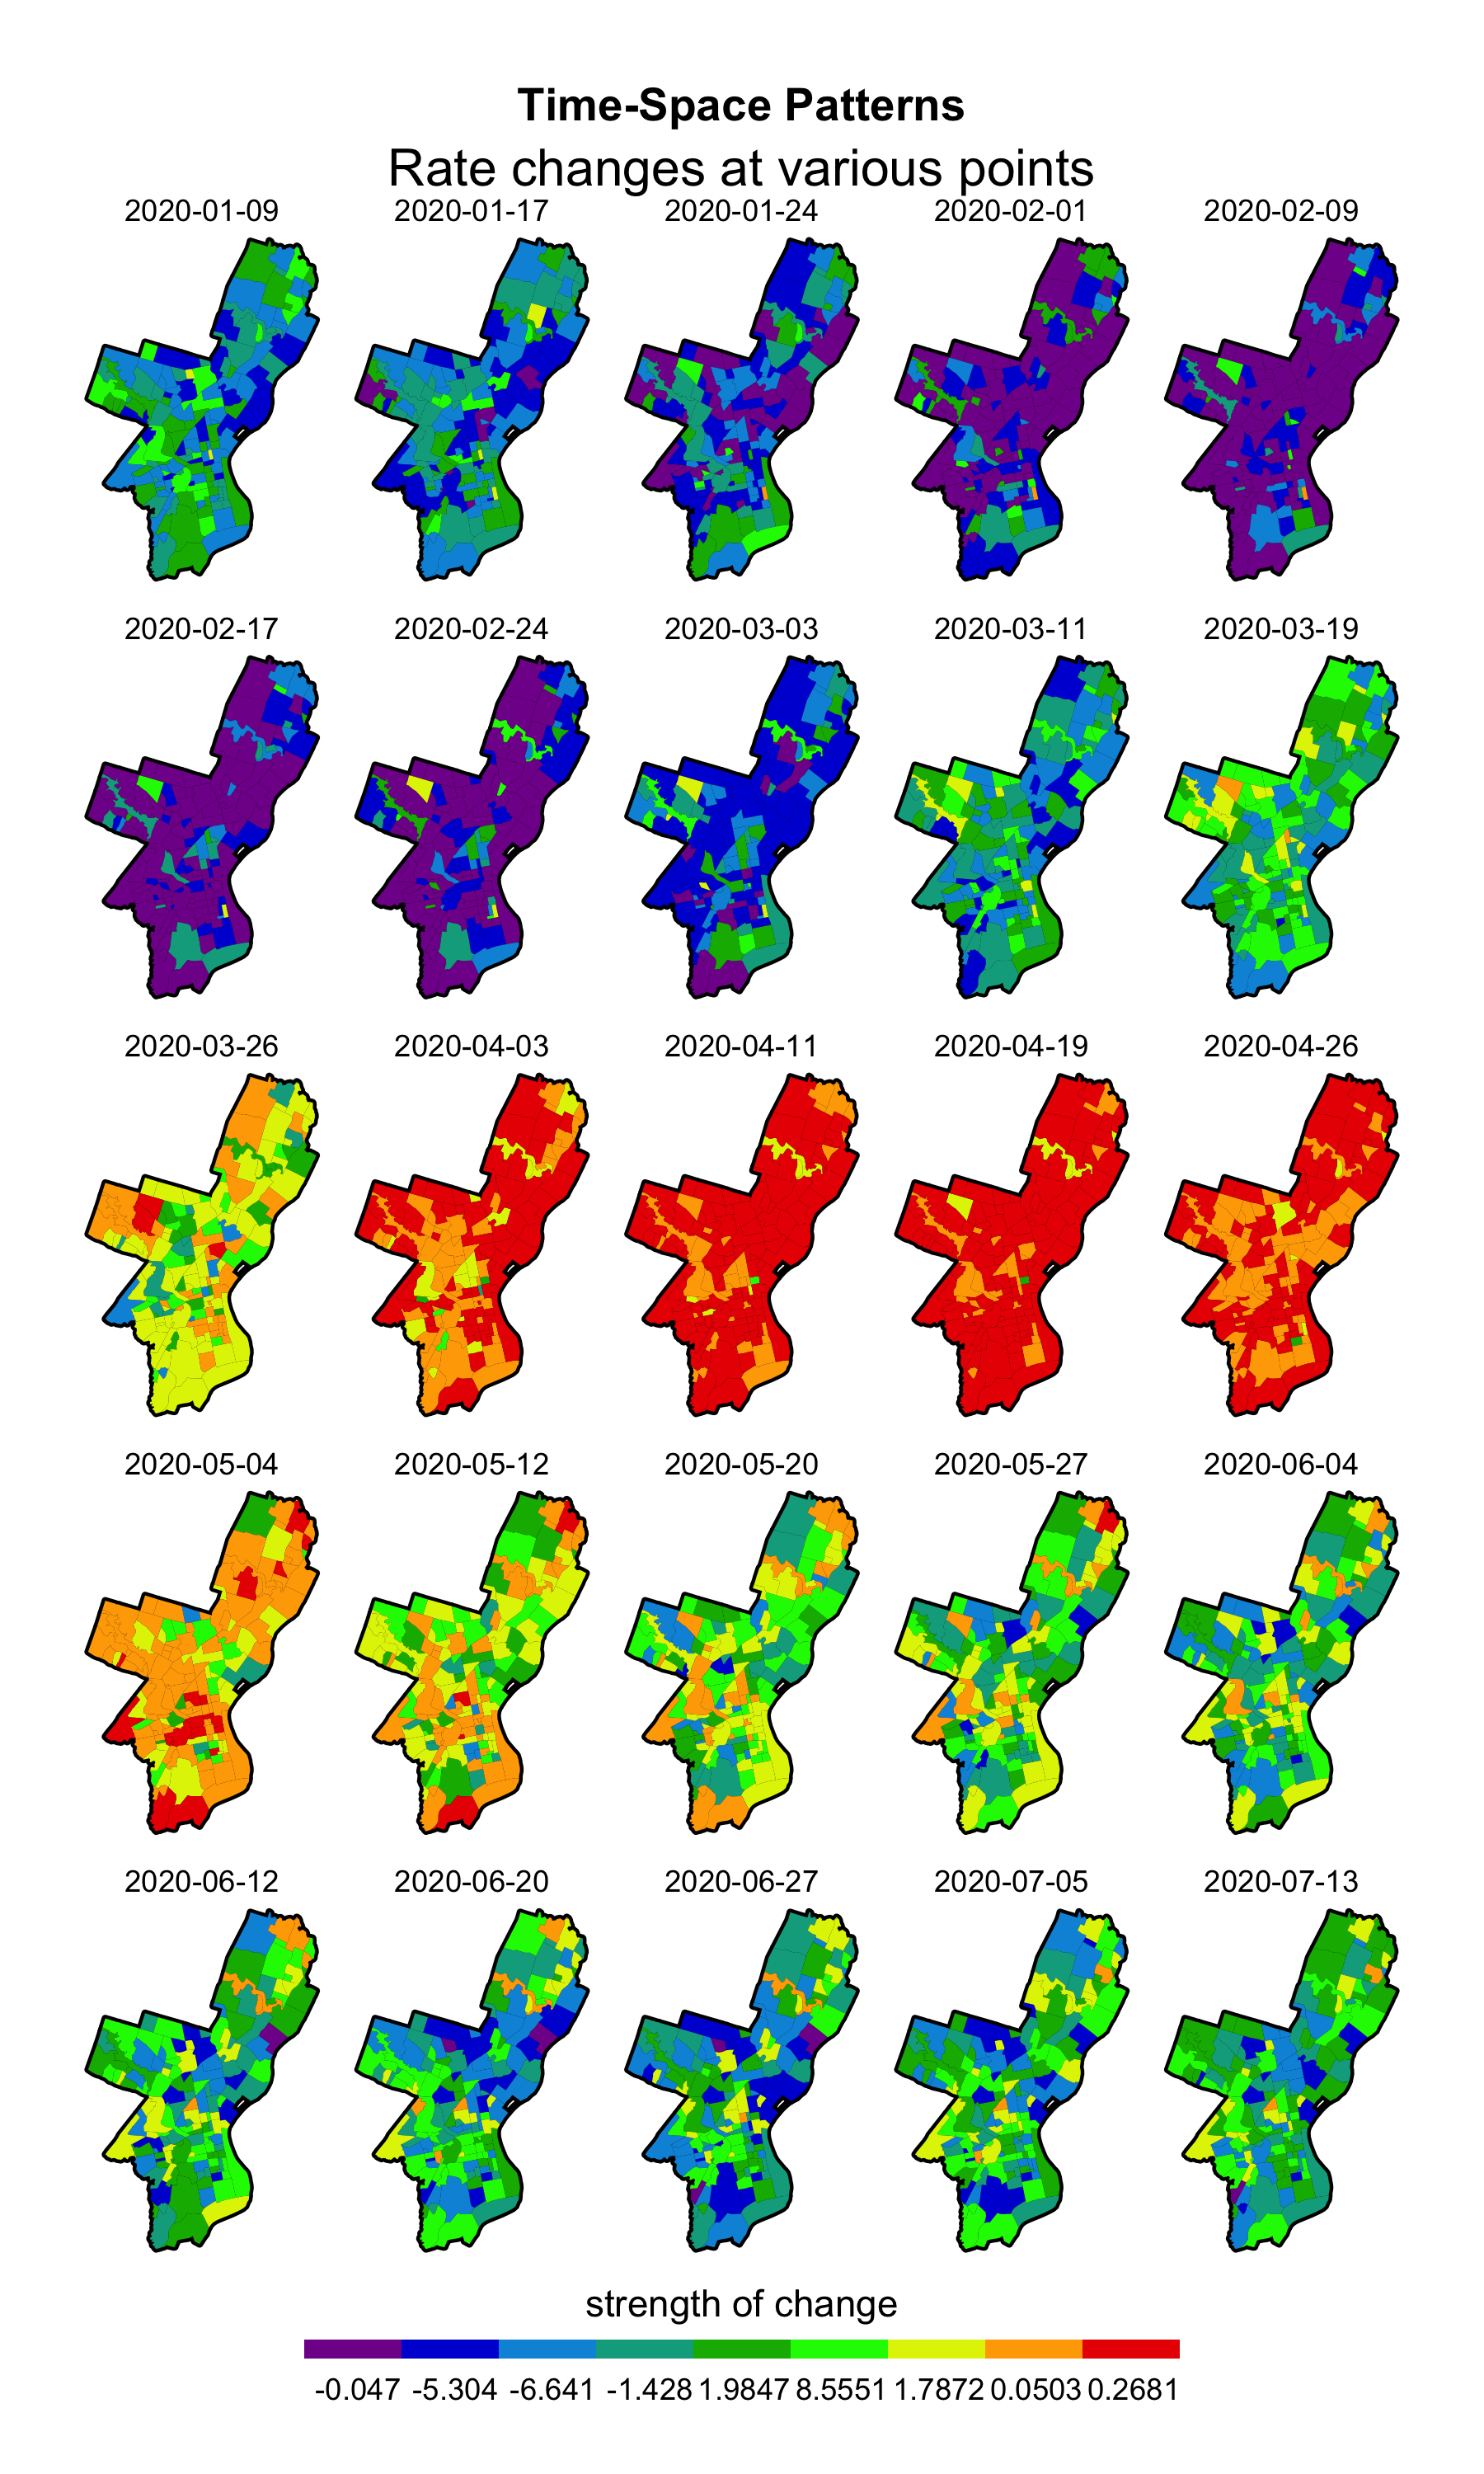 Time-Space Patterns
Rate changes at various points
2020-01-09 2020-01-17 2020-01-24 2020-02-01 2020-02-09
2020-02-17 2020-02-24 2020-03-03 2020-03-11 2020-03-19
2020-03-26 2020-04-03 2020-04-11 2020-04-19 2020-04-26
2020-05-04 2020-05-12 2020-05-20 2020-05-27 2020-06-04
2020-06-12 2020-06-20 2020-06-27 2020-07-05 2020-07-13
strength of change
-0.047 -5.304 -6.641 -1.428 1.9847 8.5551 1.7872 0.0503 0.2681